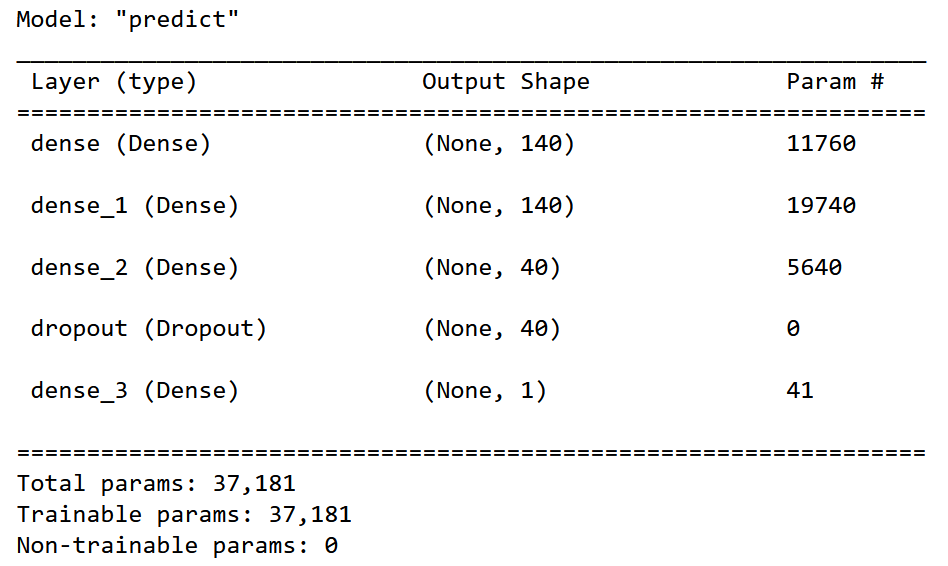 Model: "predict"
_________________________________________________________________
Layer (type)                Output Shape              Param #
=================================================================
dense (Dense)               (None, 140)               11760
dense_1 (Dense)             (None, 140)               19740
dense_2 (Dense)             (None, 40)                5640
dropout (Dropout)           (None, 40)                0
dense_3 (Dense)             (None, 1)                 41
=================================================================
Total params: 37,181
Trainable params: 37,181
Non-trainable params: 0